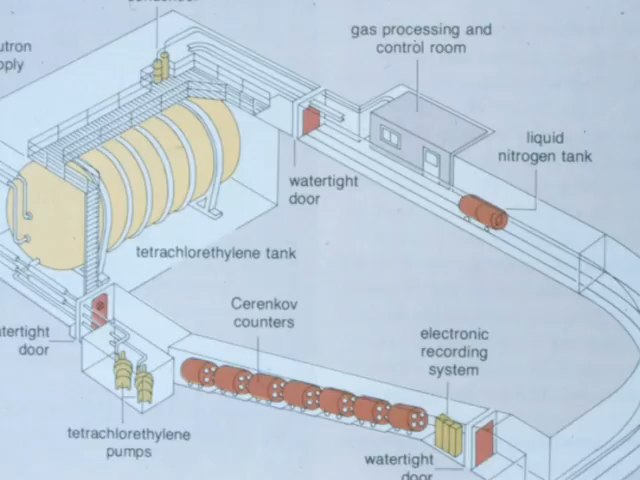 gas processing and
control room
liquid
nitrogen tank
watertight
door
tetrachlorethylene tank
Cerenkov
counters
electronic
recording
system
door
tetrachlorethylene
pumps
watertight
door